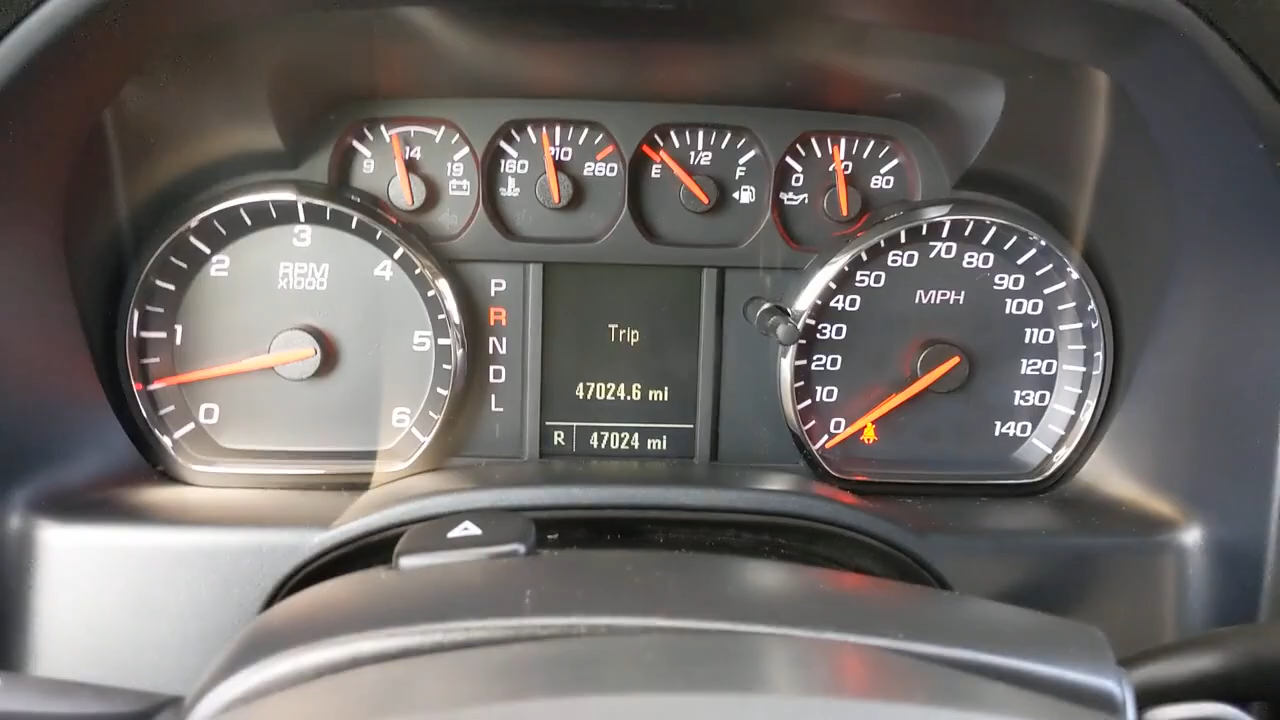 9 14 19
160 210 260
E 1/2 F
0 40 80
0 1 2 3 4 5 6
RPM
X1000
P
R
N
D
L
Trip
47024.6 mi
R 47024 mi
0 10 20 30 40 50 60 70 80 90 100 110 120 130 140
MPH